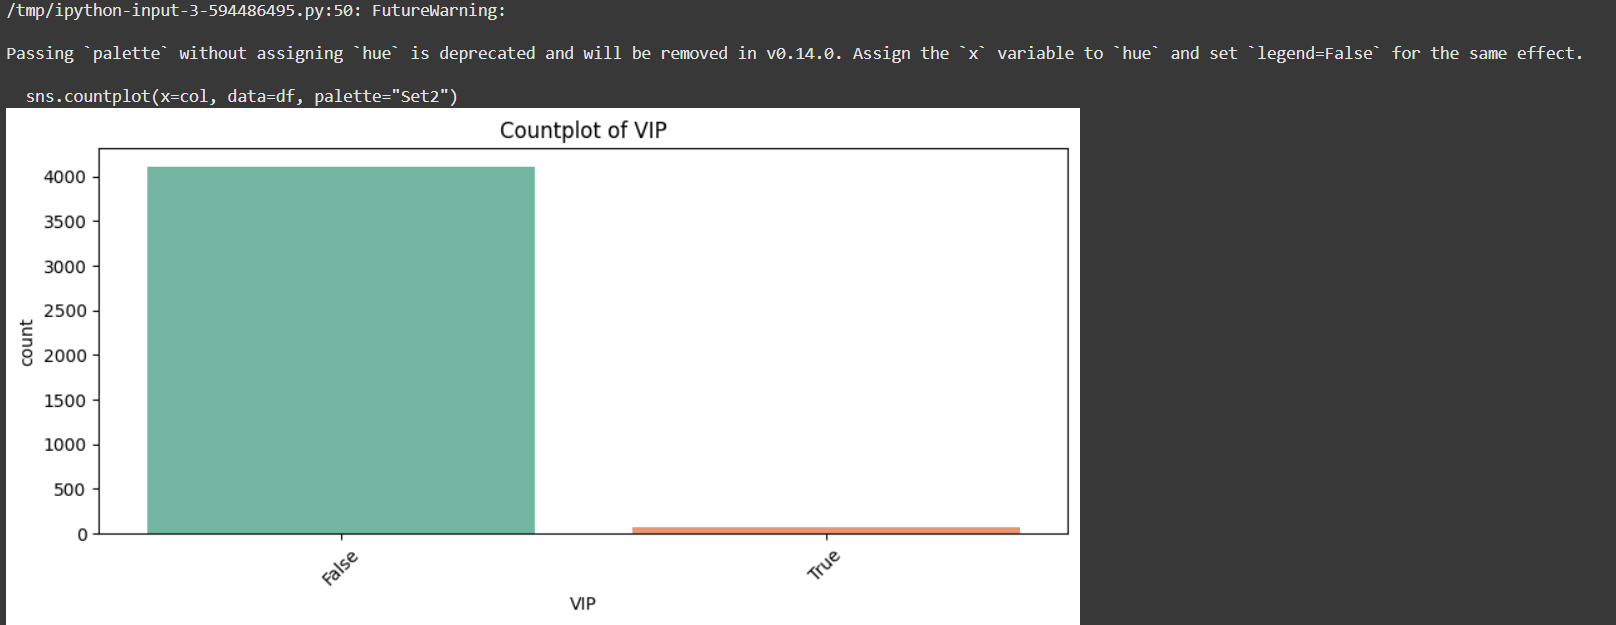 /tmp/ipython-input-3-594486495.py:50: FutureWarning:
Passing `palette` without assigning `hue` is deprecated and will be removed in v0.14.0. Assign the `x` variable to `hue` and set `legend=False` for the same effect.
sns.countplot(x=col, data=df, palette="Set2")
Countplot of VIP
4000
3500
3000
2500
2000
1500
1000
500
0
count
False
True
VIP